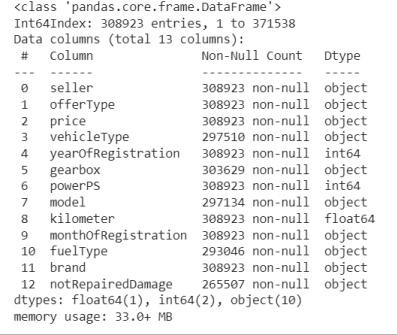 <class 'pandas.core.frame.DataFrame'>
Int64Index: 308923 entries, 1 to 371538
Data columns (total 13 columns):
 #   Column               Non-Null Count   Dtype
---  ------               --------------   -----
 0   seller               308923 non-null  object
 1   offerType            308923 non-null  object
 2   price                308923 non-null  object
 3   vehicleType          297510 non-null  object
 4   yearOfRegistration   308923 non-null  int64
 5   gearbox              303629 non-null  object
 6   powerPS              308923 non-null  int64
 7   model                297134 non-null  object
 8   kilometer            308923 non-null  float64
 9   monthOfRegistration  308923 non-null  object
 10  fuelType             293046 non-null  object
 11  brand                308923 non-null  object
 12  notRepairedDamage    265507 non-null  object
dtypes: float64(1), int64(2), object(10)
memory usage: 33.0+ MB